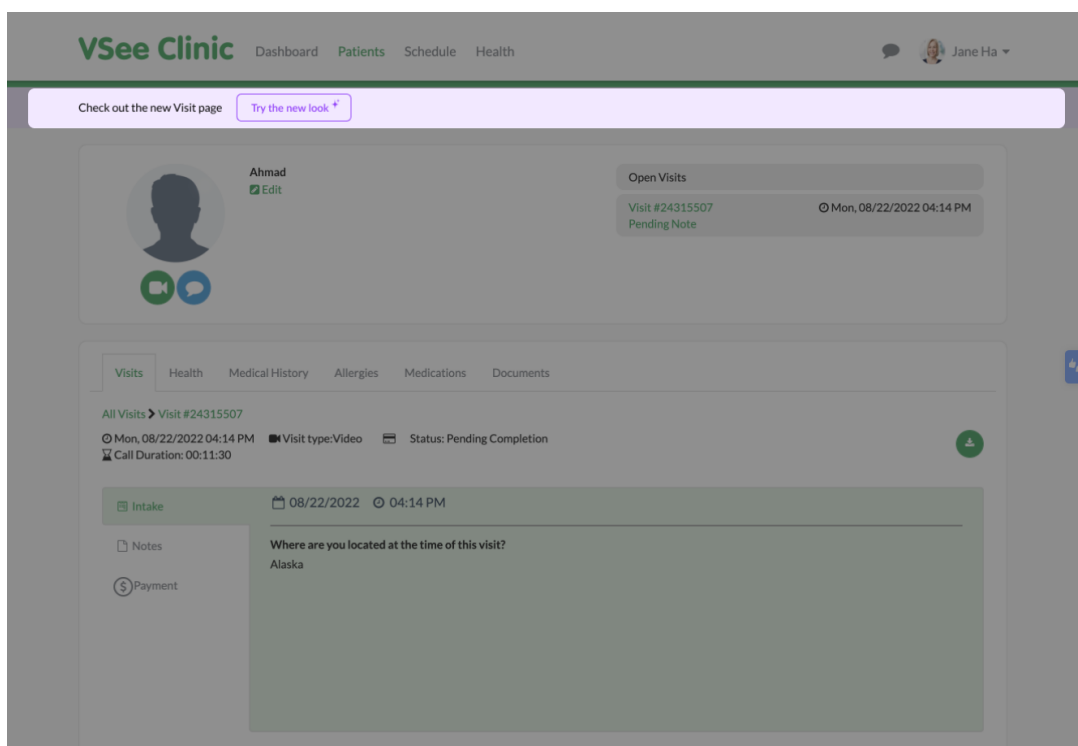 VSee Clinic Dashboard Patients Schedule Health Jane Ha
Check out the new Visit page Try the new look
Ahmad
Edit
Open Visits
Visit #24315507 Mon, 08/22/2022 04:14 PM
Pending Note
Visits Health Medical History Allergies Medications Documents
All Visits Visit #24315507
Mon, 08/22/2022 04:14 PM Visit type:Video Status: Pending Completion
Call Duration: 00:11:30
Intake
08/22/2022 04:14 PM
Notes
Payment
Where are you located at the time of this visit?
Alaska